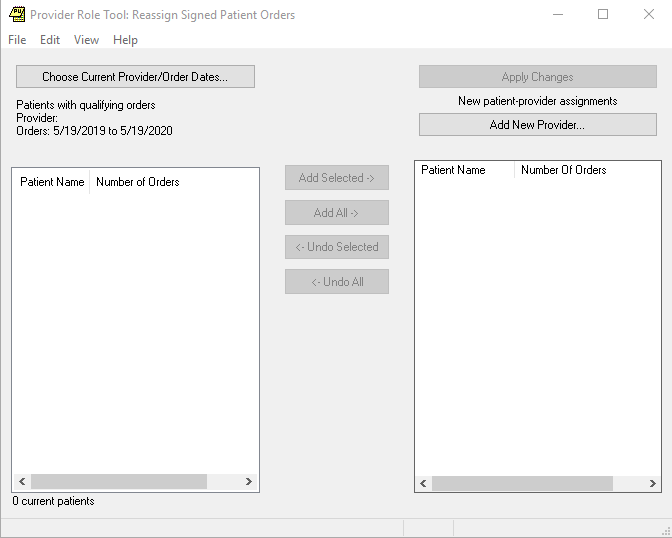 Provider Role Tool: Reassign Signed Patient Orders
File Edit View Help
Choose Current Provider/Order Dates...
Patients with qualifying orders
Provider:
Orders: 5/19/2019 to 5/19/2020
Patient Name Number of Orders
0 current patients
Add Selected ->
Add All ->
<- Undo Selected
<- Undo All
Apply Changes
New patient-provider assignments
Add New Provider...
Patient Name Number Of Orders